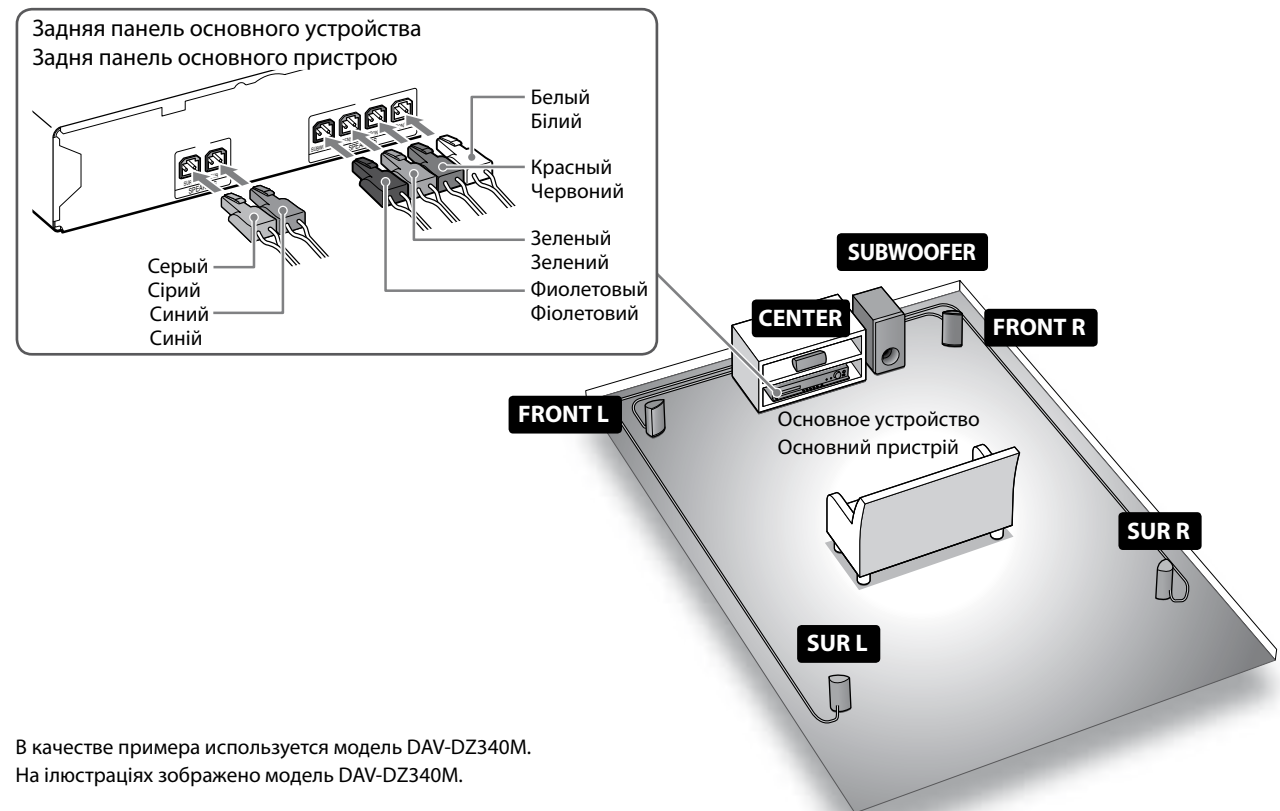 Задняя панель основного устройства
Задня панель основного пристрою
Белый
Білий
Красный
Червоний
Зеленый
Зелений
Фиолетовый
Фіолетовий
Серый
Сірий
Синий
Синій
SUBWOOFER
CENTER
FRONT R
FRONT L
Основное устройство
Основний пристрій
SUR R
SUR L
В качестве примера используется модель DAV-DZ340M.
На ілюстраціях зображено модель DAV-DZ340M.